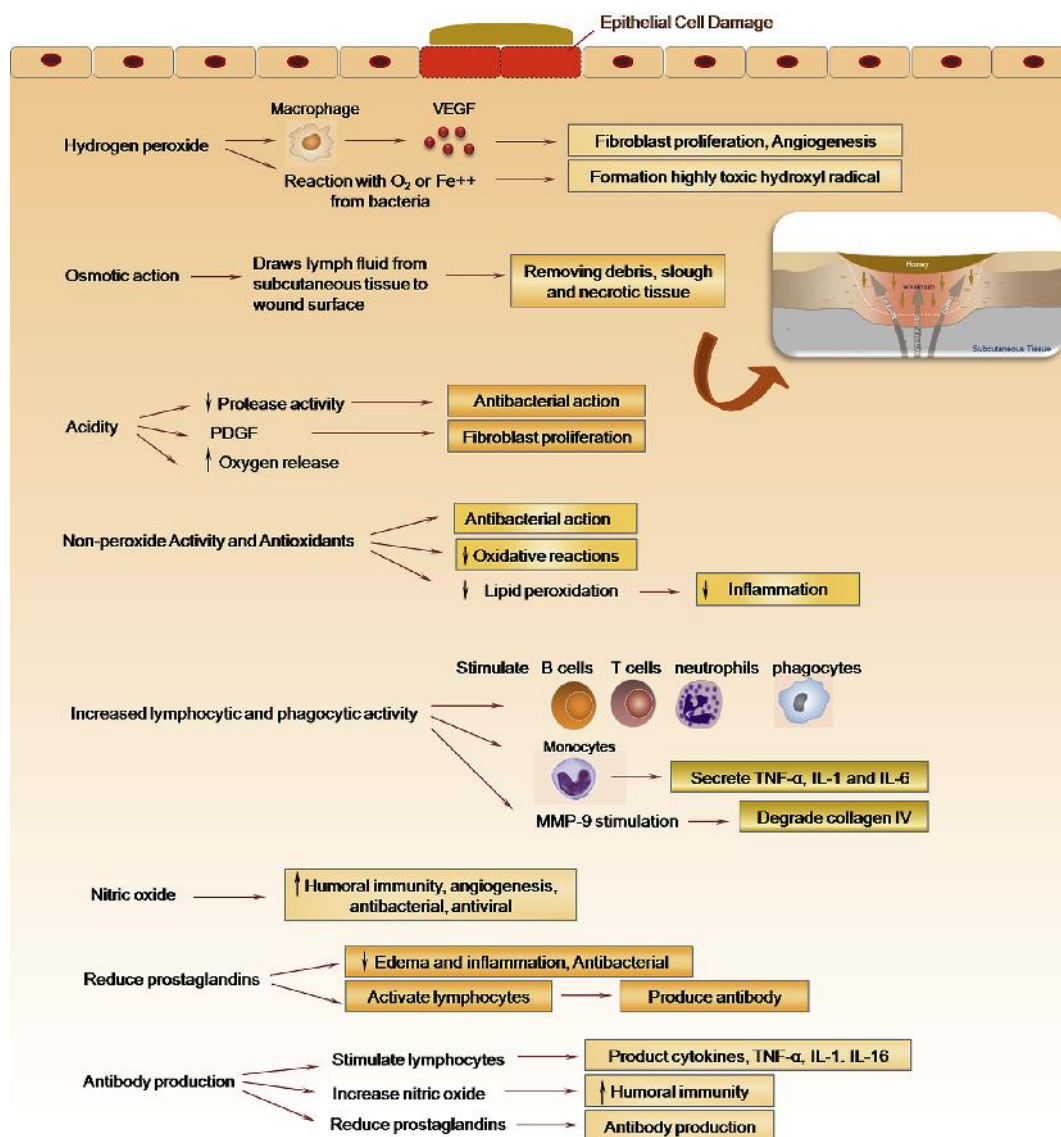 Epithelial Cell Damage
Macrophage
VEGF
Hydrogen peroxide
Fibroblast proliferation, Angiogenesis
Reaction with O₂ or Fe++
from bacteria
Formation highly toxic hydroxyl radical
Osmotic action
Draws lymph fluid from
subcutaneous tissue to
wound surface
Removing debris, slough
and necrotic tissue
Honey
WOUND BED
Subcutaneous Tissue
Acidity
↓ Protease activity
Antibacterial action
PDGF
Fibroblast proliferation
↑ Oxygen release
Non-peroxide Activity and Antioxidants
Antibacterial action
↓ Oxidative reactions
↓ Lipid peroxidation
↓ Inflammation
Stimulate B cells T cells neutrophils phagocytes
Increased lymphocytic and phagocytic activity
Monocytes
Secrete TNF-α, IL-1 and IL-6
MMP-9 stimulation
Degrade collagen IV
Nitric oxide
↑ Humoral immunity, angiogenesis,
antibacterial, antiviral
Reduce prostaglandins
↓ Edema and inflammation, Antibacterial
Activate lymphocytes
Produce antibody
Antibody production
Stimulate lymphocytes
Product cytokines, TNF-α, IL-1. IL-16
Increase nitric oxide
↑ Humoral immunity
Reduce prostaglandins
Antibody production